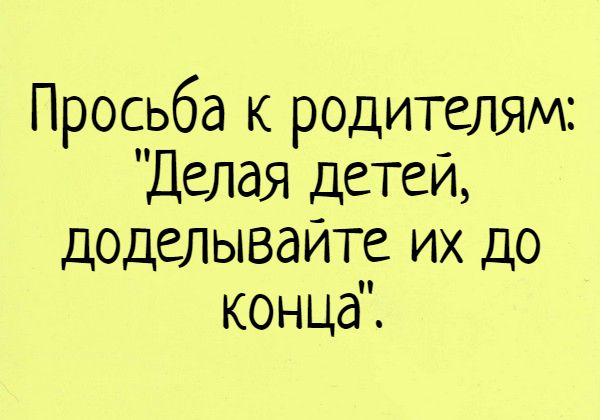 Просьба к родителям:
"Делая детей,
доделывайте их до
конца".